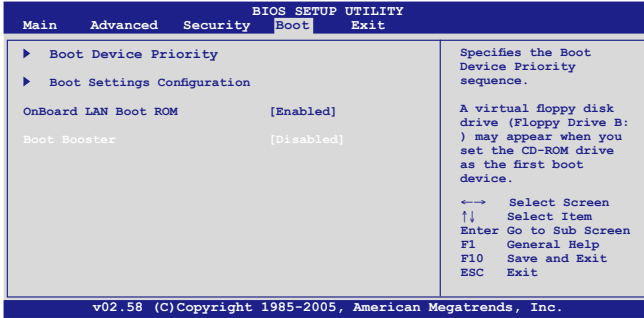 BIOS SETUP UTILITY
Main Advanced Security Boot Exit
Boot Device Priority
Boot Settings Configuration
OnBoard LAN Boot ROM [Enabled]
Boot Booster [Disabled]
Specifies the Boot
Device Priority
sequence.
A virtual floppy disk
drive (Floppy Drive B:
) may appear when you
set the CD-ROM drive
as the first boot
device.
←→ Select Screen
↑↓ Select Item
Enter Go to Sub Screen
F1 General Help
F10 Save and Exit
ESC Exit
v02.58 (C)Copyright 1985-2005, American Megatrends, Inc.